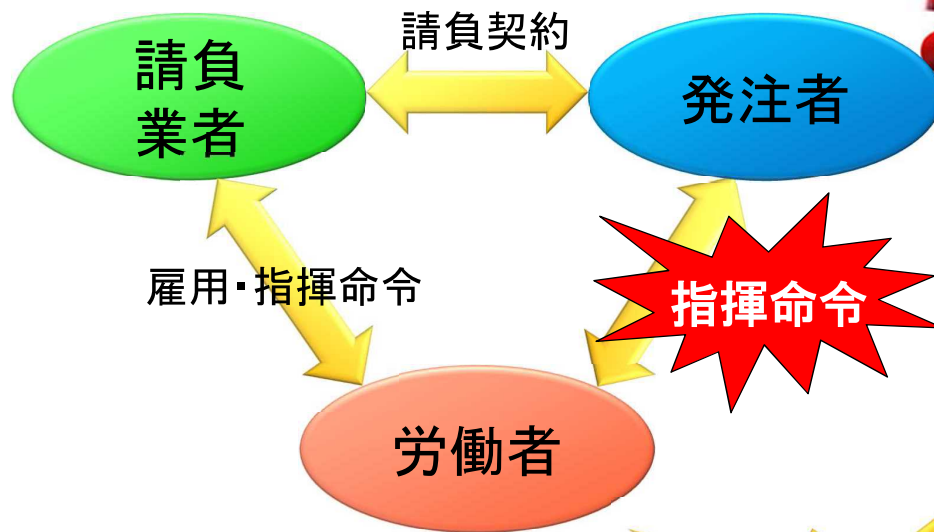 請負契約
請負
業者
発注者
雇用・指揮命令
指揮命令
労働者